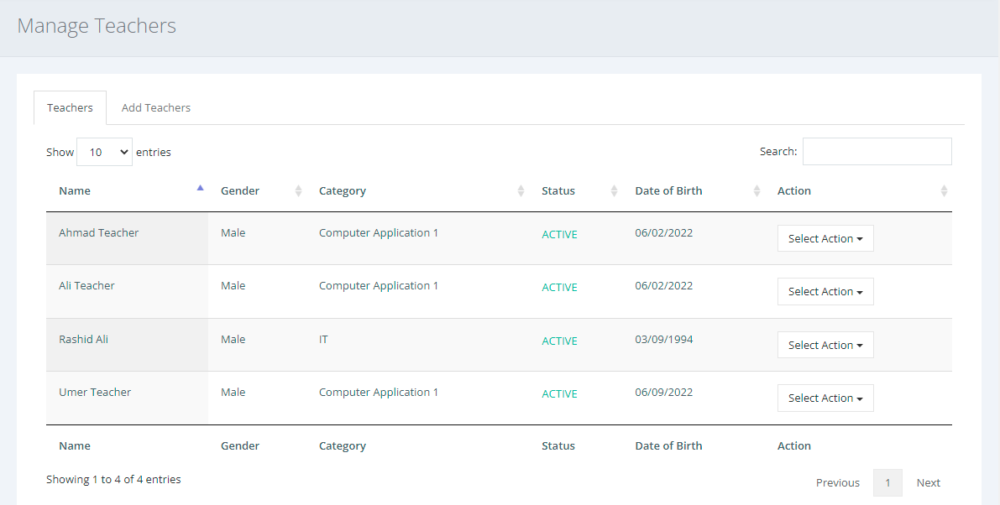 Manage Teachers
Teachers Add Teachers
Show 10 entries Search:
Name Gender Category Status Date of Birth Action
Ahmad Teacher Male Computer Application 1 ACTIVE 06/02/2022 Select Action
Ali Teacher Male Computer Application 1 ACTIVE 06/02/2022 Select Action
Rashid Ali Male IT ACTIVE 03/09/1994 Select Action
Umer Teacher Male Computer Application 1 ACTIVE 06/09/2022 Select Action
Name Gender Category Status Date of Birth Action
Showing 1 to 4 of 4 entries Previous 1 Next